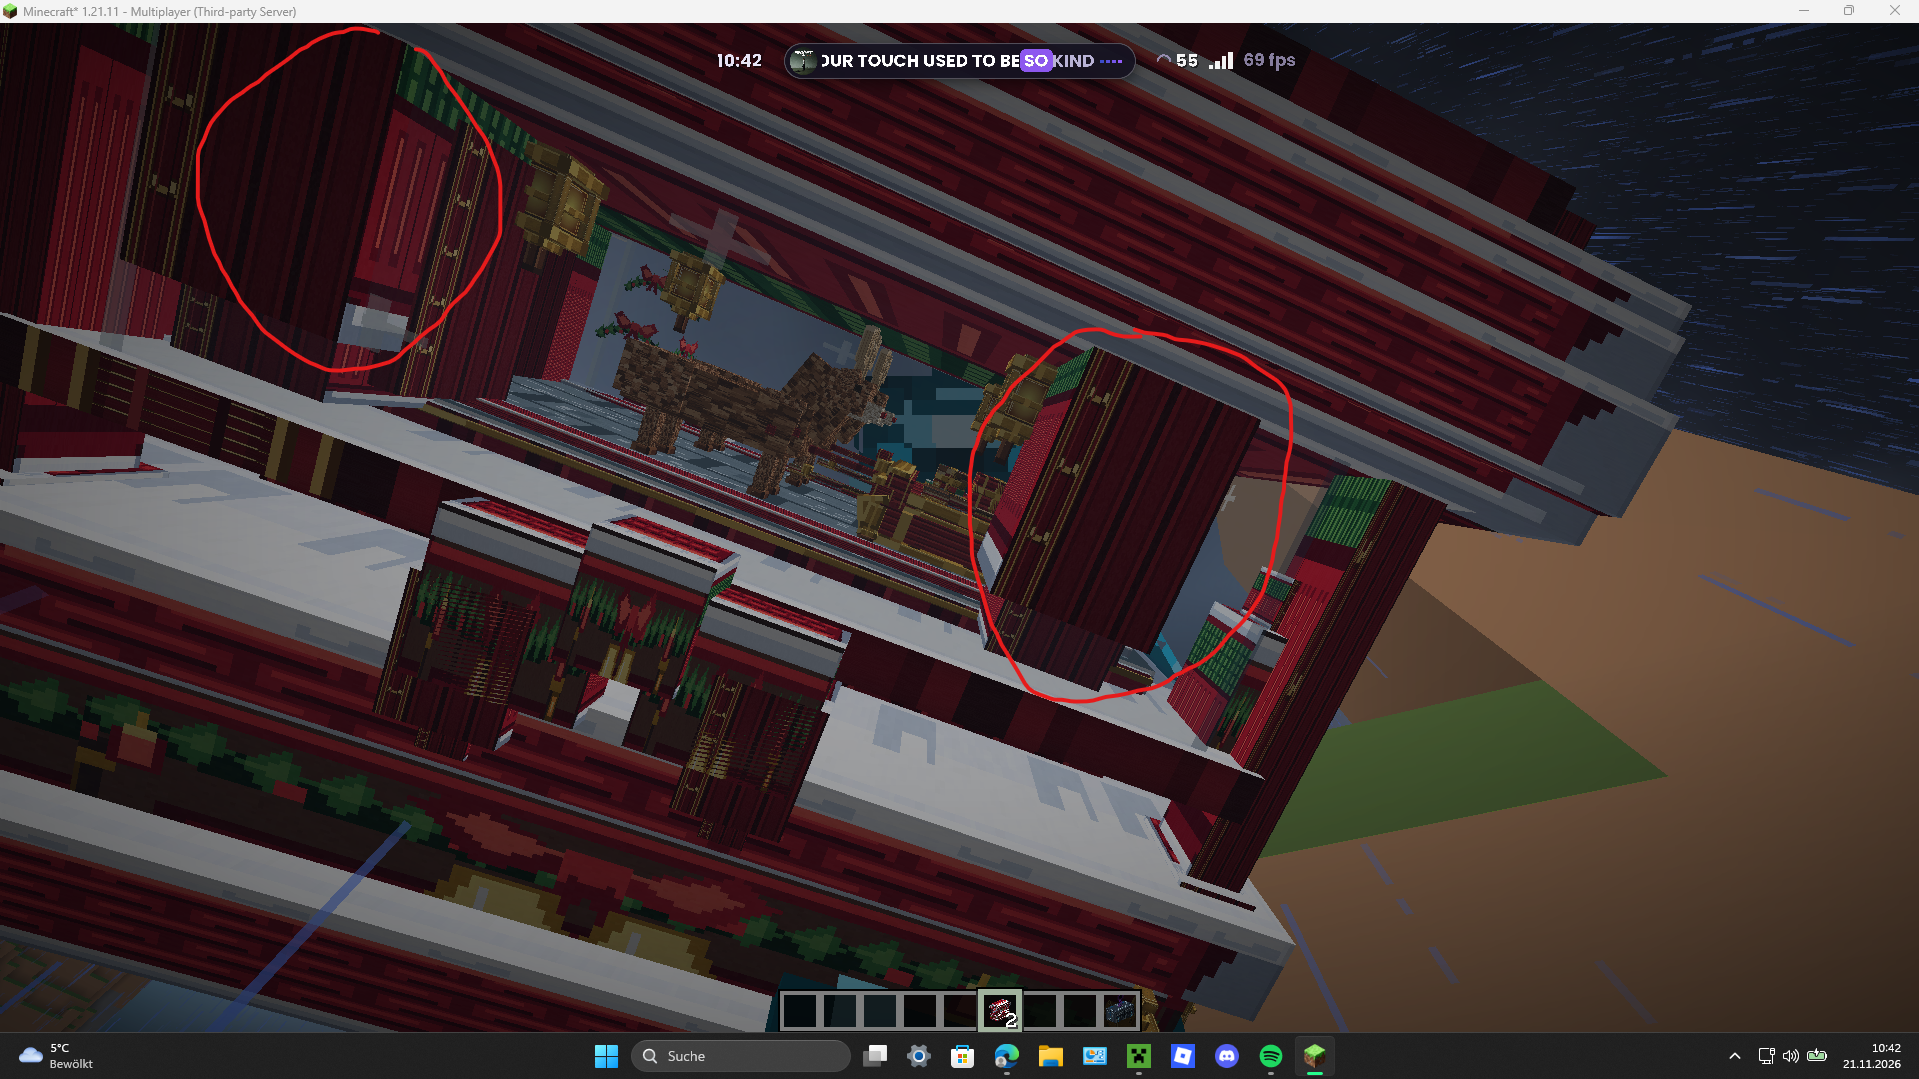 Minecraft* 1.21.11 - Multiplayer (Third-party Server)
10:42
OUR TOUCH USED TO BE SO KIND
55
69 fps
2
5°C
Bewölkt
Suche
10:42
21.11.2026